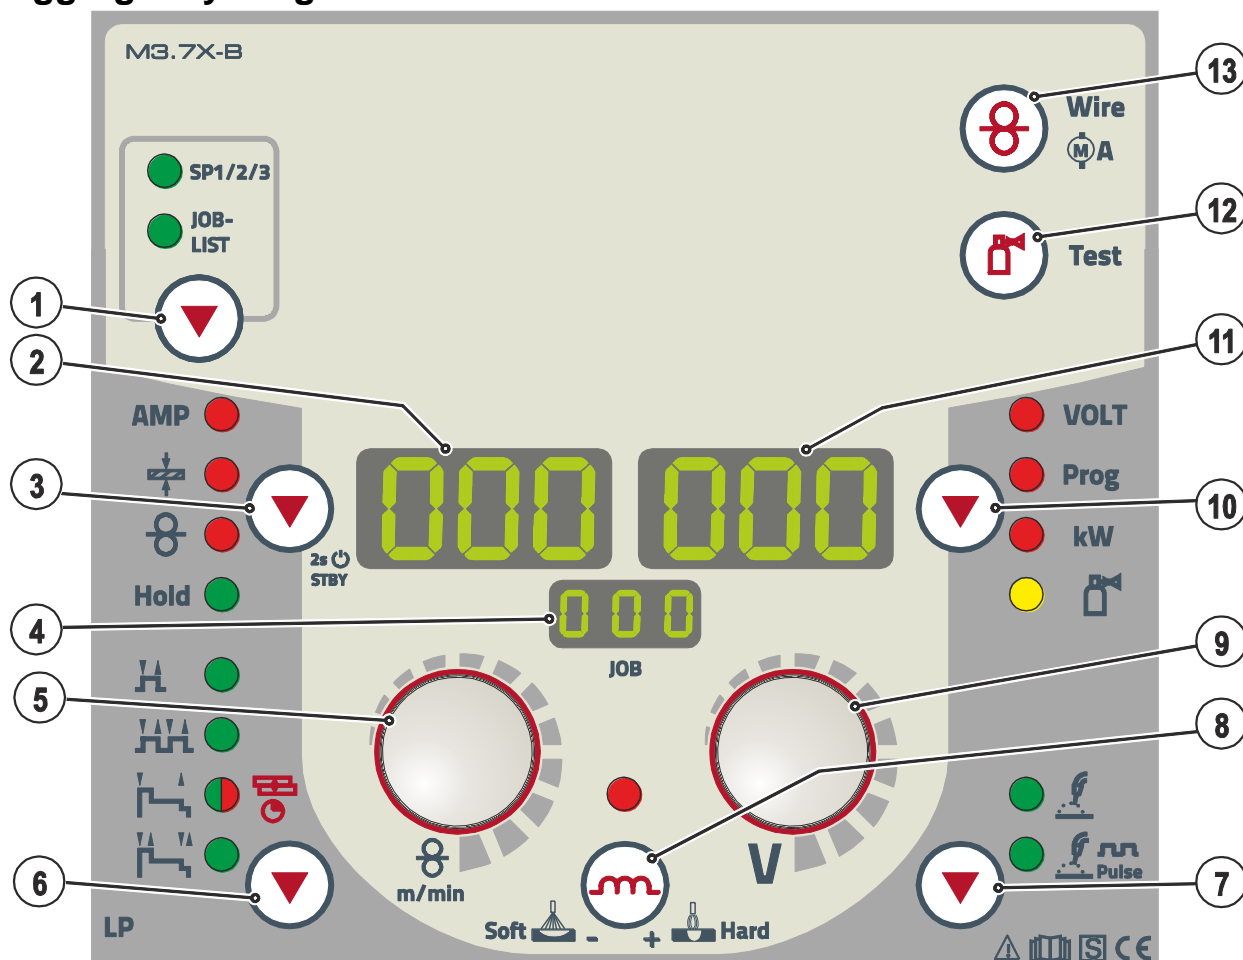 M3.7X-B
13
Wire
M A
SP1/2/3
JOB-
LIST
12
Test
1
2
11
AMP
VOLT
3
Prog
10
kW
2s
STBY
Hold
000
000
4
000
JOB
9
5
8
6
m/min
V
Pulse
7
Soft
-
+
Hard
LP
S CE